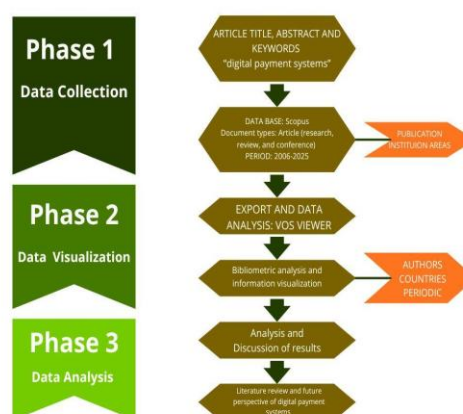 Phase 1
Data Collection
Phase 2
Data Visualization
Phase 3
Data Analysis
ARTICLE TITLE, ABSTRACT AND
KEYWORDS
"digital payment systems"
DATA BASE: Scopus
Document types: Article (research,
review, and conference)
PERIOD: 2006-2025
PUBLICATION
INSTITUION AREAS
EXPORT AND DATA
ANALYSIS: VOS VIEWER
Bibliometric analysis and
information visualization
AUTHORS
COUNTRIES
PERIODIC
Analysis and
Discussion of results
Literature review and future
perspective of digital payment
systems